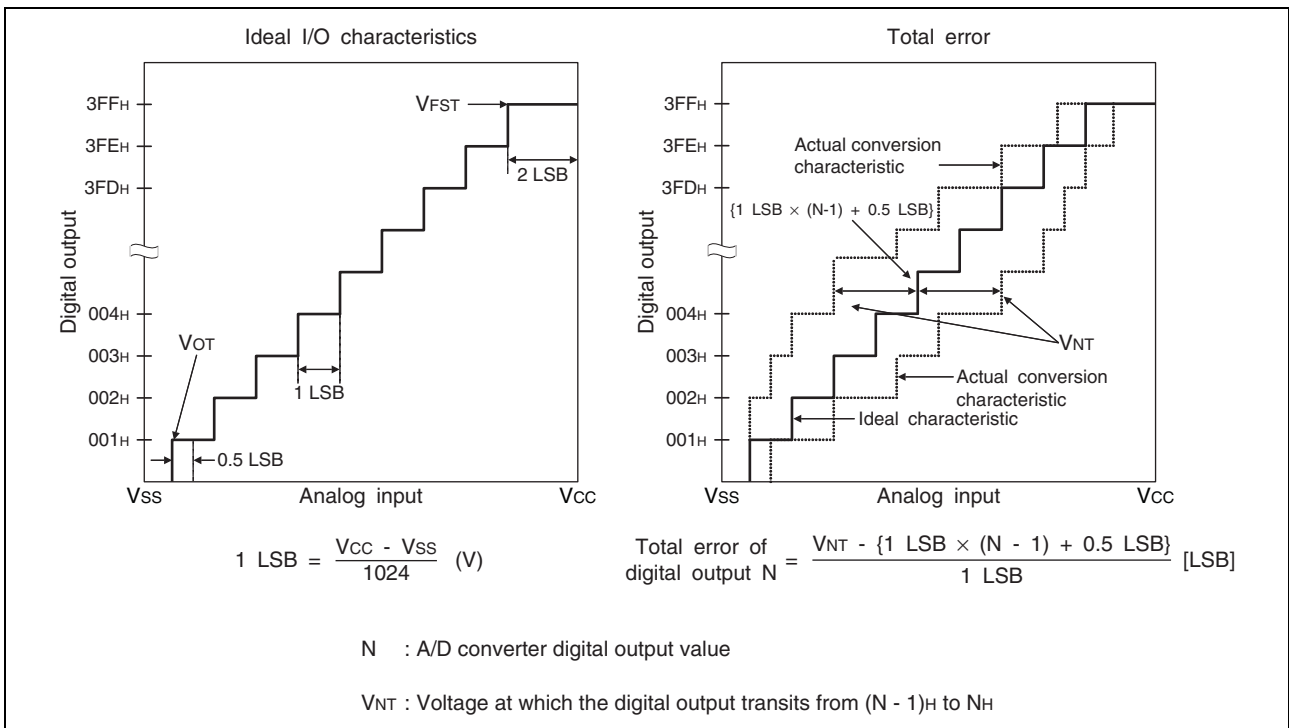 Ideal I/O characteristics
Digital output
3FFH
3FEH
3FDH
004H
003H
002H
001H
VFST
2 LSB
VOT
1 LSB
0.5 LSB
VSS
Analog input
VCC
1 LSB = VCC - VSS / 1024 (V)
Total error
Digital output
3FFH
3FEH
3FDH
004H
003H
002H
001H
Actual conversion
characteristic
{1 LSB × (N-1) + 0.5 LSB}
VNT
Actual conversion
characteristic
Ideal characteristic
VSS
Analog input
VCC
Total error of
digital output N = VNT - {1 LSB × (N - 1) + 0.5 LSB} / 1 LSB [LSB]
N : A/D converter digital output value
VNT : Voltage at which the digital output transits from (N - 1)H to NH